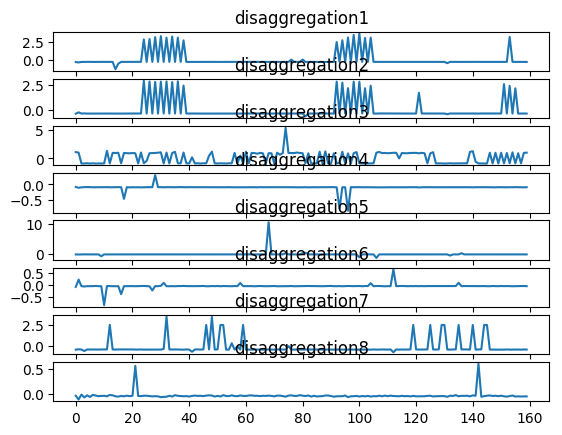 disaggregation1
2.5
0.0
disaggregation2
2.5
0.0
disaggregation3
5
0
disaggregation4
0.0
−0.5
disaggregation5
10
0
disaggregation6
0.5
0.0
−0.5
disaggregation7
2.5
0.0
disaggregation8
0.5
0.0
0 20 40 60 80 100 120 140 160